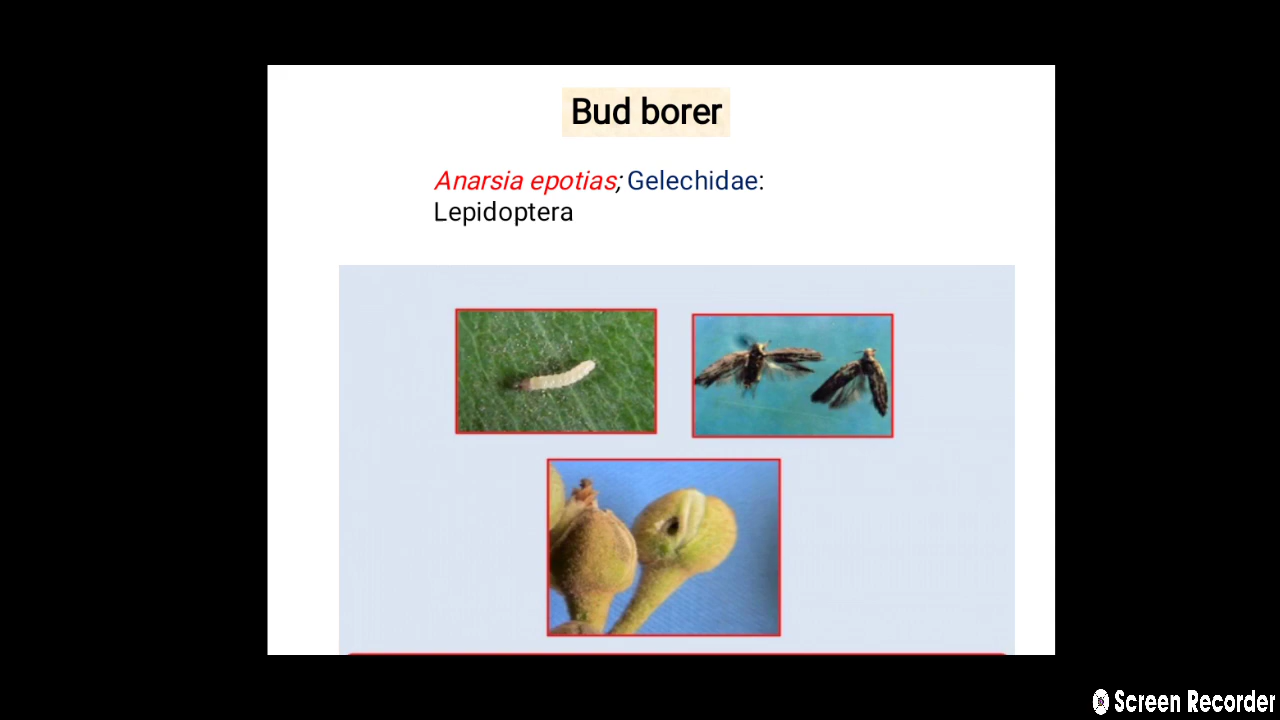 Bud borer
Anarsia epotias; Gelechidae:
Lepidoptera
Screen Recorder